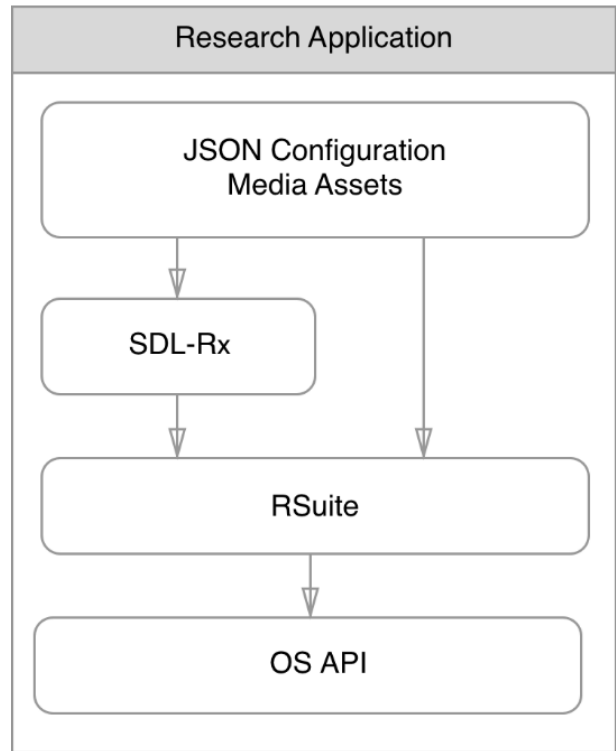 Research Application
JSON Configuration
Media Assets
SDL-Rx
RSuite
OS API